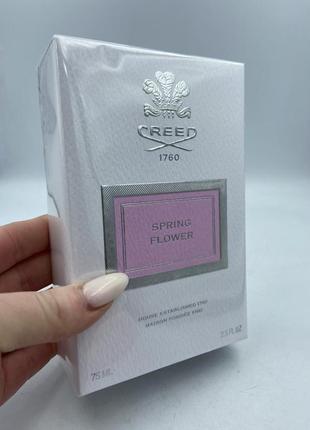 CREED
1760
SPRING
FLOWER
HOUSE ESTABLISHED 1760
MAISON FONDÉE 1760
75 ML
2.5 FL.OZ